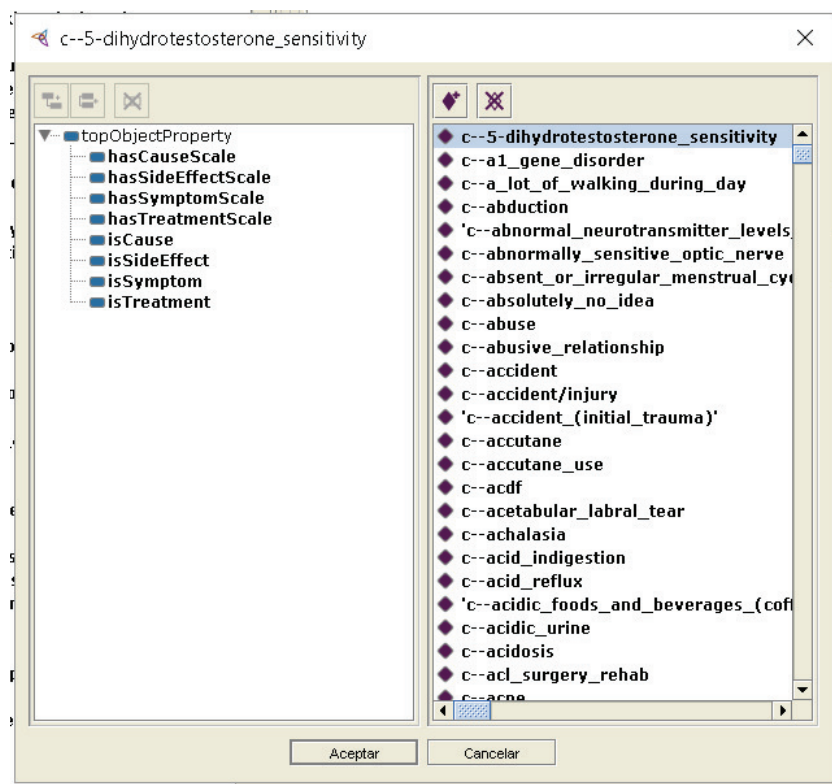 c--5-dihydrotestosterone_sensitivity
topObjectProperty
hasCauseScale
hasSideEffectScale
hasSymptomScale
hasTreatmentScale
isCause
isSideEffect
isSymptom
isTreatment
c--5-dihydrotestosterone_sensitivity
c--a1_gene_disorder
c--a_lot_of_walking_during_day
c--abduction
'c--abnormal_neurotransmitter_levels,
c--abnormally_sensitive_optic_nerve
c--absent_or_irregular_menstrual_cy
c--absolutely_no_idea
c--abuse
c--abusive_relationship
c--accident
c--accident/injury
'c--accident_(initial_trauma)'
c--accutane
c--accutane_use
c--acdf
c--acetabular_labral_tear
c--achalasia
c--acid_indigestion
c--acid_reflux
'c--acidic_foods_and_beverages_(cof
c--acidic_urine
c--acidosis
c--acl_surgery_rehab
c--acne
Aceptar
Cancelar